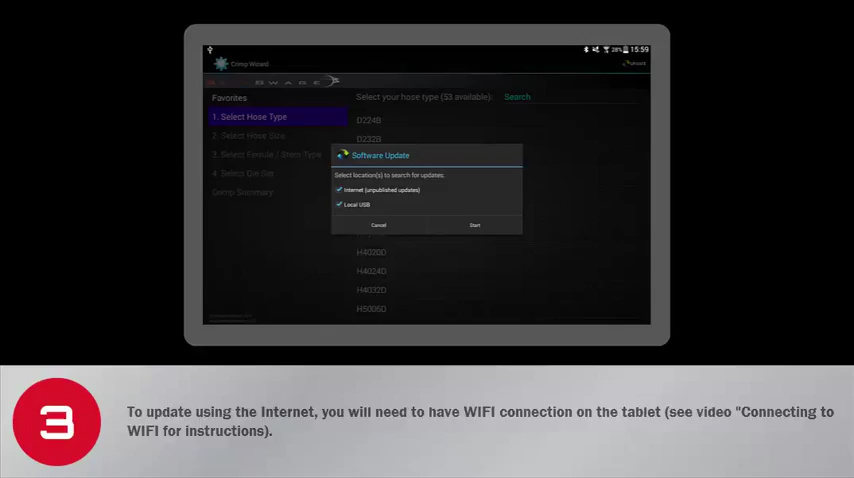 28% 15:59
Crimp Wizard
SWAGE
Favorites
Select your hose type (53 available): Search
1. Select Hose Type
D224B
2. Select Hose Size
D232B
3. Select Ferrule / Stem Type
4. Select Die Set
Crimp Summary
Software Update
Select location(s) to search for updates.
Internet (unpublished updates)
Local USB
Cancel Start
H4020D
H4024D
H4032D
H5006D
3
To update using the Internet, you will need to have WIFI connection on the tablet (see video "Connecting to
WIFI for instructions).